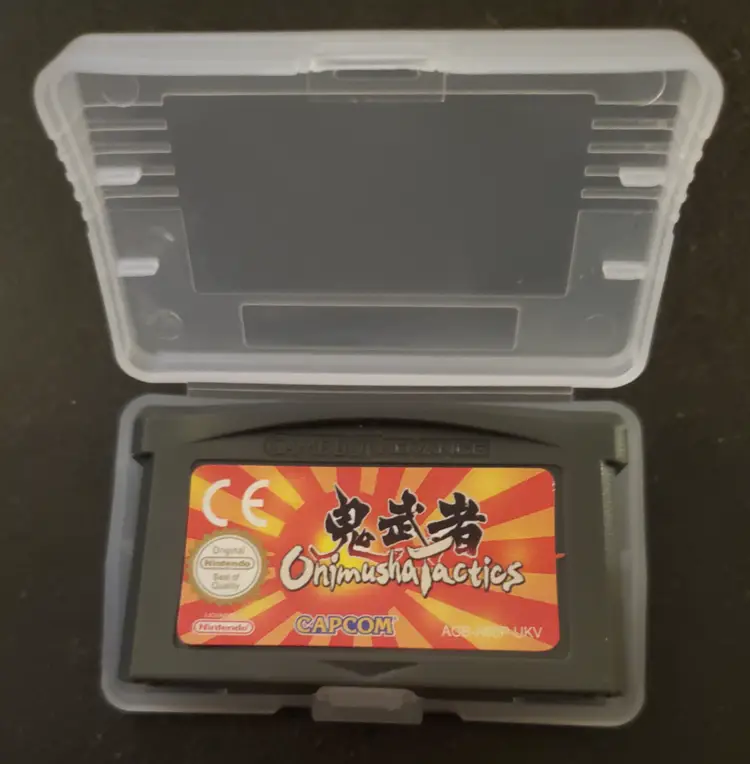 GAME BOY ADVANCE
CE
Original
Nintendo
Seal of
Quality
鬼武者
Onimusha Tactics
Nintendo
CAPCOM